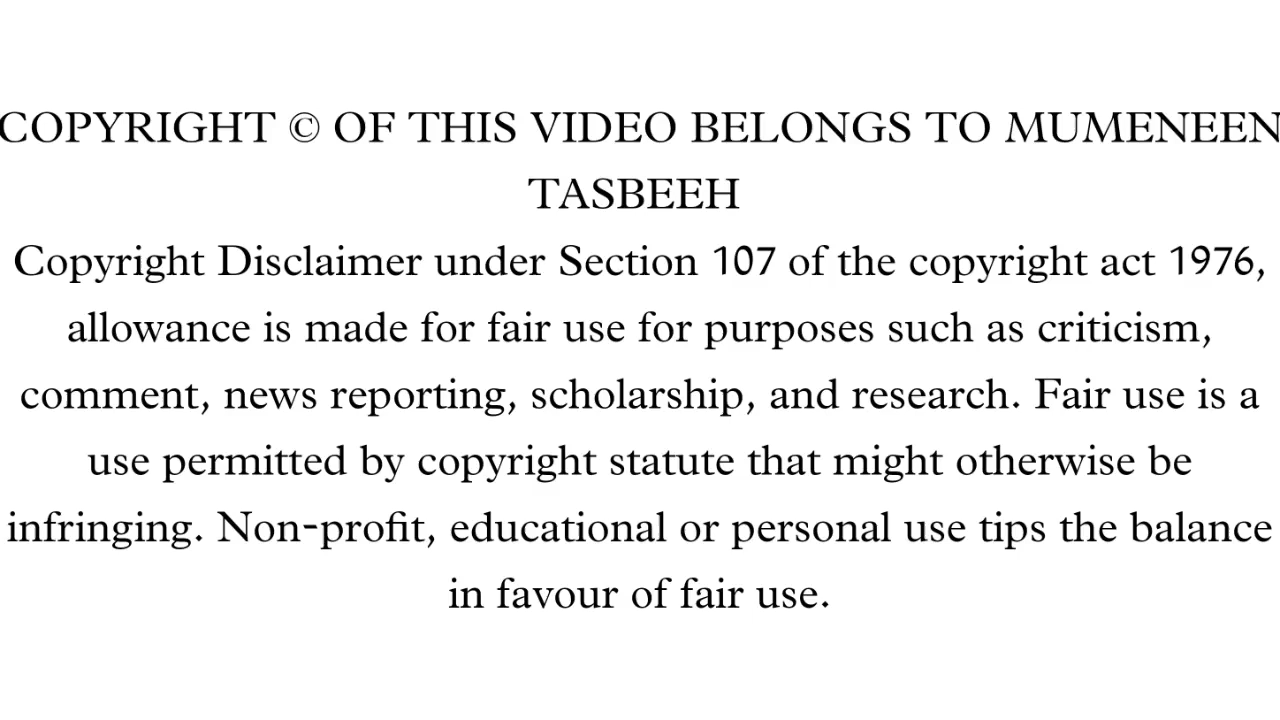 COPYRIGHT © OF THIS VIDEO BELONGS TO MUMENEEN
TASBEEH
Copyright Disclaimer under Section 107 of the copyright act 1976,
allowance is made for fair use for purposes such as criticism,
comment, news reporting, scholarship, and research. Fair use is a
use permitted by copyright statute that might otherwise be
infringing. Non-profit, educational or personal use tips the balance
in favour of fair use.